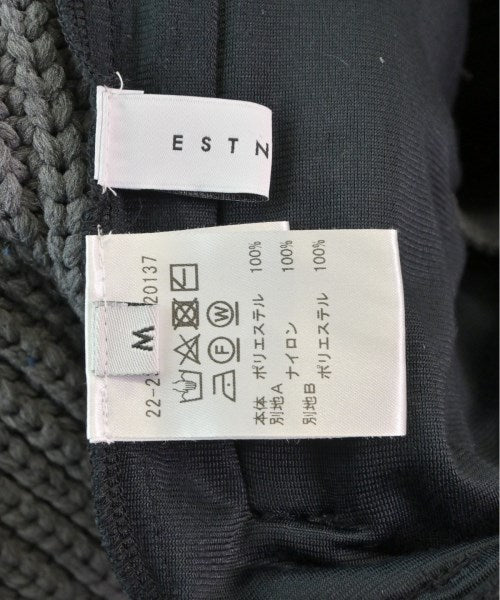 EST
M
22-2
20137
本体 ポリエステル 100%
別地A ナイロン 100%
別地B ポリエステル 100%